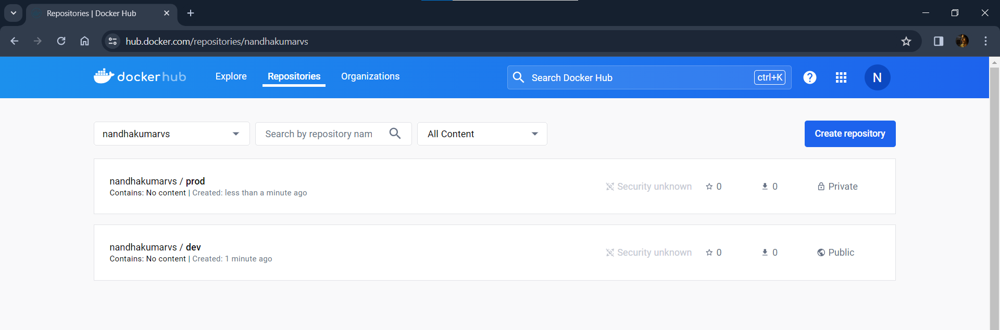 Repositories | Docker Hub
hub.docker.com/repositories/nandhakumarvs
dockerhub Explore Repositories Organizations Search Docker Hub ctrl+K ? N
nandhakumarvs Search by repository nam All Content Create repository
nandhakumarvs / prod
Contains: No content | Created: less than a minute ago
Security unknown 0 0 Private
nandhakumarvs / dev
Contains: No content | Created: 1 minute ago
Security unknown 0 0 Public